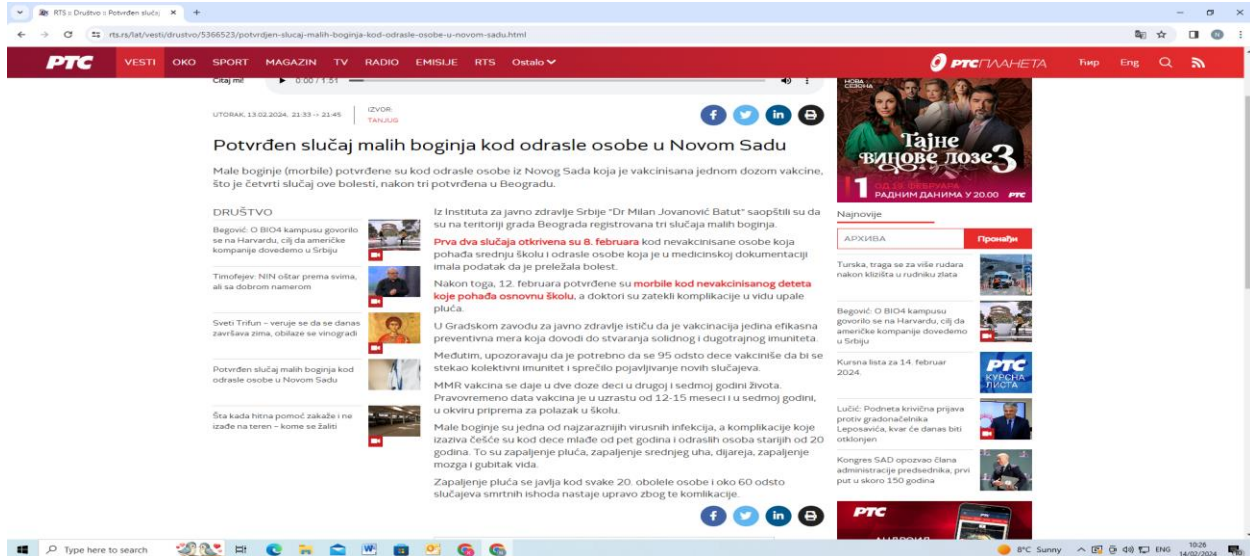 RTS :: Društvo :: Potvrđen sluča
rts.rs/lat/vesti/drustvo/5366523/potvrdjen-slucaj-malih-boginja-kod-odrasle-osobe-u-novom-sadu.html
РТС VESTI OKO SPORT MAGAZIN TV RADIO EMISIJE RTS Ostalo РТСПЛАНЕТА Ћир Eng
Čitaj mi!
0:00 / 1:51
UTORAK, 13.02.2024, 21:33 -> 21:45
IZVOR:
TANJUG
Potvrđen slučaj malih boginja kod odrasle osobe u Novom Sadu
Male boginje (morbile) potvrđene su kod odrasle osobe iz Novog Sada koja je vakcinisana jednom dozom vakcine,
što je četvrti slučaj ove bolesti, nakon tri potvrđena u Beogradu.
DRUŠTVO
Begović: O BIO4 kampusu govorilo
se na Harvardu, cilj da američke
kompanije dovedemo u Srbiju
Timofejev: NIN oštar prema svima,
ali sa dobrom namerom
Sveti Trifun – veruje se da se danas
završava zima, obilaze se vinogradi
Potvrđen slučaj malih boginja kod
odrasle osobe u Novom Sadu
Šta kada hitna pomoć zakaže i ne
izađe na teren – kome se žaliti
Iz Instituta za javno zdravlje Srbije "Dr Milan Jovanović Batut" saopštili su da
su na teritoriji grada Beograda registrovana tri slučaja malih boginja.
Prva dva slučaja otkrivena su 8. februara kod nevakcinisane osobe koja
pohađa srednju školu i odrasle osobe koja je u medicinskoj dokumentaciji
imala podatak da je preležala bolest.
Nakon toga, 12. februara potvrđene su morbile kod nevakcinisanog deteta
koje pohađa osnovnu školu, a doktori su zatekli komplikacije u vidu upale
pluća.
U Gradskom zavodu za javno zdravlje ističu da je vakcinacija jedina efikasna
preventivna mera koja dovodi do stvaranja solidnog i dugotrajnog imuniteta.
Međutim, upozoravaju da je potrebno da se 95 odsto dece vakciniše da bi se
stekao kolektivni imunitet i sprečilo pojavljivanje novih slučajeva.
MMR vakcina se daje u dve doze deci u drugoj i sedmoj godini života.
Pravovremeno data vakcina je u uzrastu od 12-15 meseci i u sedmoj godini,
u okviru priprema za polazak u školu.
Male boginje su jedna od najzaraznijih virusnih infekcija, a komplikacije koje
izaziva češće su kod dece mlađe od pet godina i odraslih osoba starijih od 20
godina. To su zapaljenje pluća, zapaljenje srednjeg uha, dijareja, zapaljenje
mozga i gubitak vida.
Zapaljenje pluća se javlja kod svake 20. obolele osobe i oko 60 odsto
slučajeva smrtnih ishoda nastaje upravo zbog te komlikacije.
НОВА
СЕЗОНА
Тајне
винове лозе 3
1 ОД 19. ФЕБРУАРА
РАДНИМ ДАНИМА У 20.00 РТС
Najnovije
АРХИВА Пронађи
Turska, traga se za više rudara
nakon klizišta u rudniku zlata
Begović: O BIO4 kampusu
govorilo se na Harvardu, cilj da
američke kompanije dovedemo
u Srbiju
Kursna lista za 14. februar
2024.
РТС
КУРСНА
ЛИСТА
Lučić: Podneta krivična prijava
protiv gradonačelnika
Leposavića, kvar će danas biti
otklonjen
Kongres SAD opozvao člana
administracije predsednika, prvi
put u skoro 150 godina
РТС
Type here to search
8°C Sunny
ENG
10:26
14/02/2024